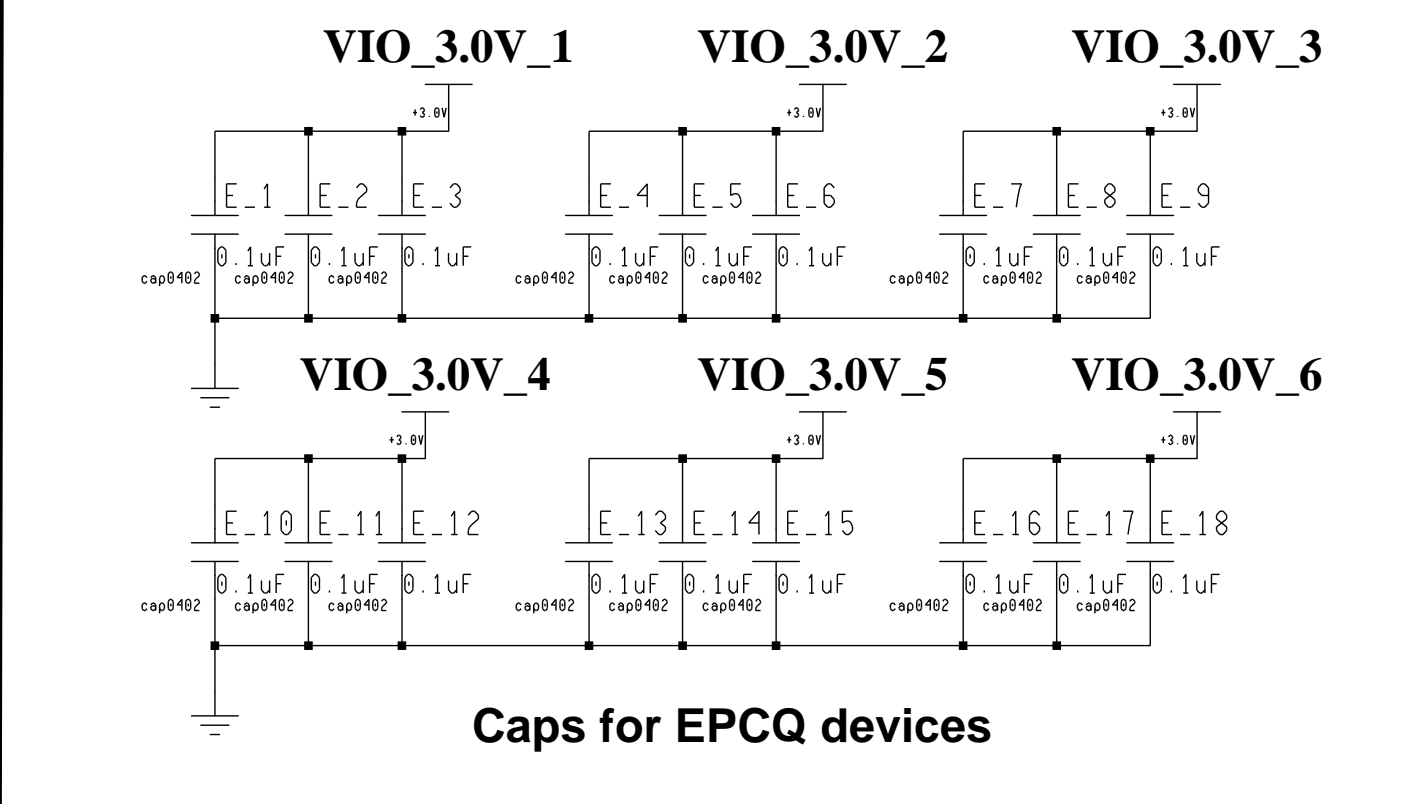 VIO_3.0V_1 VIO_3.0V_2 VIO_3.0V_3
+3.0V +3.0V +3.0V
E_1 E_2 E_3 E_4 E_5 E_6 E_7 E_8 E_9
0.1uF 0.1uF 0.1uF 0.1uF 0.1uF 0.1uF 0.1uF 0.1uF 0.1uF
cap0402 cap0402 cap0402 cap0402 cap0402 cap0402 cap0402 cap0402 cap0402
VIO_3.0V_4 VIO_3.0V_5 VIO_3.0V_6
+3.0V +3.0V +3.0V
E_10 E_11 E_12 E_13 E_14 E_15 E_16 E_17 E_18
0.1uF 0.1uF 0.1uF 0.1uF 0.1uF 0.1uF 0.1uF 0.1uF 0.1uF
cap0402 cap0402 cap0402 cap0402 cap0402 cap0402 cap0402 cap0402 cap0402
Caps for EPCQ devices